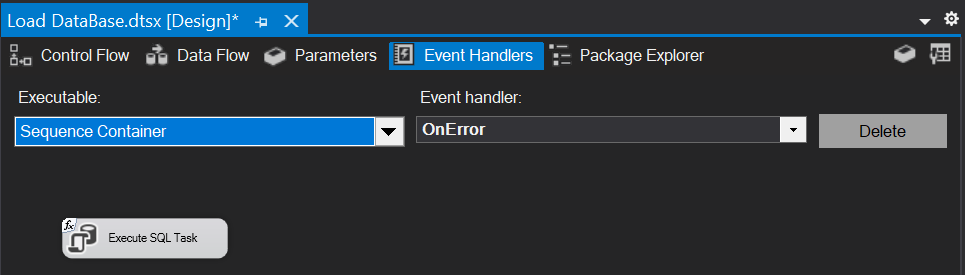 Load DataBase.dtsx [Design]*
Control Flow Data Flow Parameters Event Handlers Package Explorer
Executable: Event handler:
Sequence Container OnError Delete
fx
Execute SQL Task